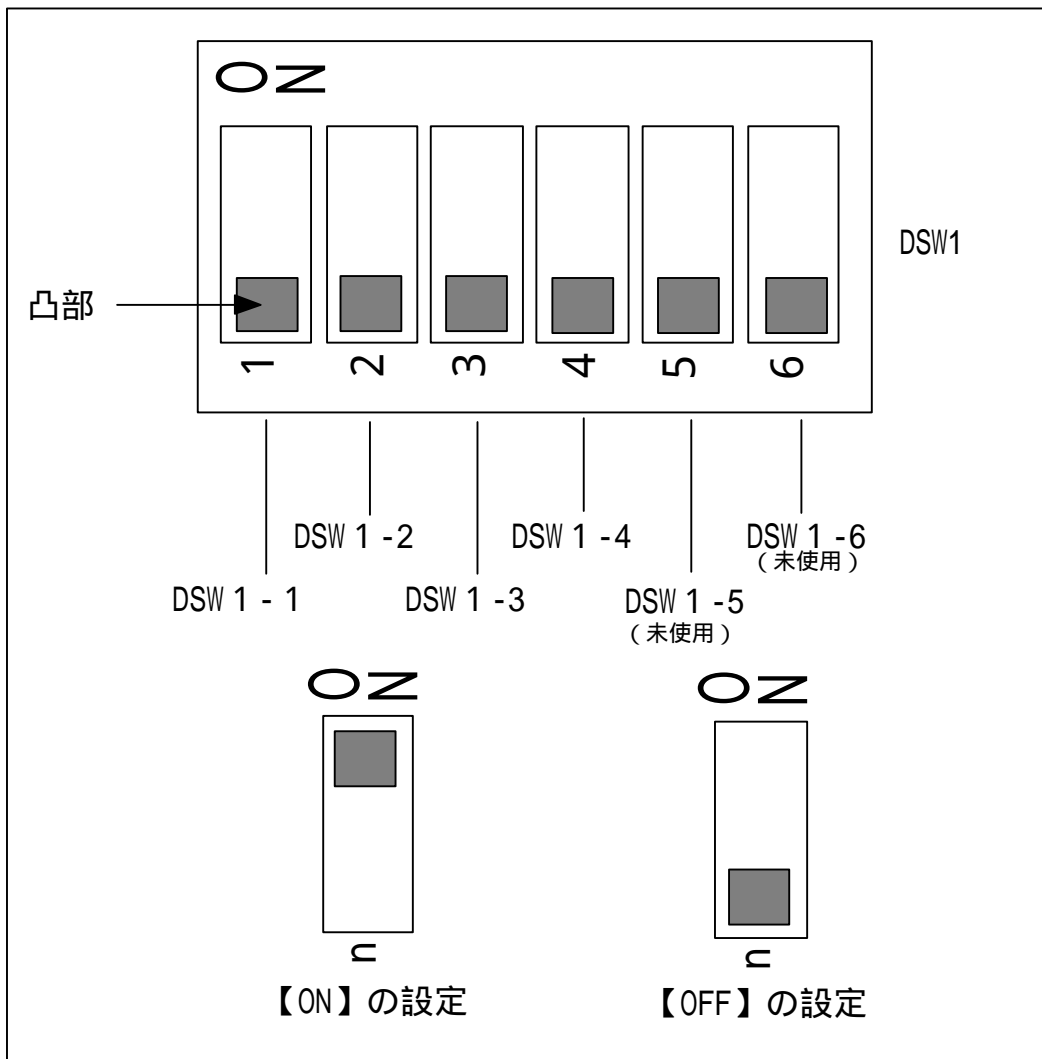 ON
DSW1
凸部
1 2 3 4 5 6
DSW 1 -2 DSW 1 -4 DSW 1 -6
(未使用)
DSW 1 - 1 DSW 1 -3 DSW 1 -5
(未使用)
ON ON
n n
【ON】の設定 【OFF】の設定